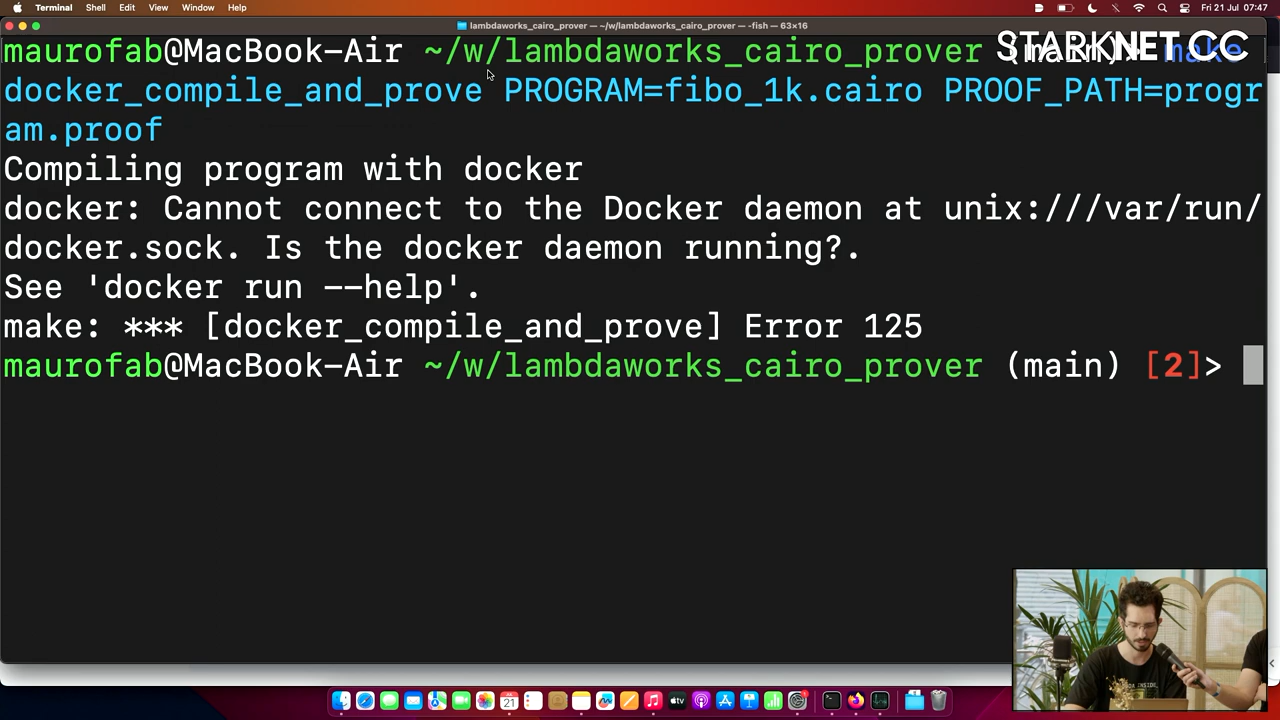 Terminal Shell Edit View Window Help Fri 21 Jul 07:47
lambdaworks_cairo_prover — ~/w/lambdaworks_cairo_prover — -fish — 63×16
STARKNET CC
maurofab@MacBook-Air ~/w/lambdaworks_cairo_prover (main)> make
docker_compile_and_prove PROGRAM=fibo_1k.cairo PROOF_PATH=progr
am.proof
Compiling program with docker
docker: Cannot connect to the Docker daemon at unix:///var/run/
docker.sock. Is the docker daemon running?.
See 'docker run --help'.
make: *** [docker_compile_and_prove] Error 125
maurofab@MacBook-Air ~/w/lambdaworks_cairo_prover (main) [2]>
21